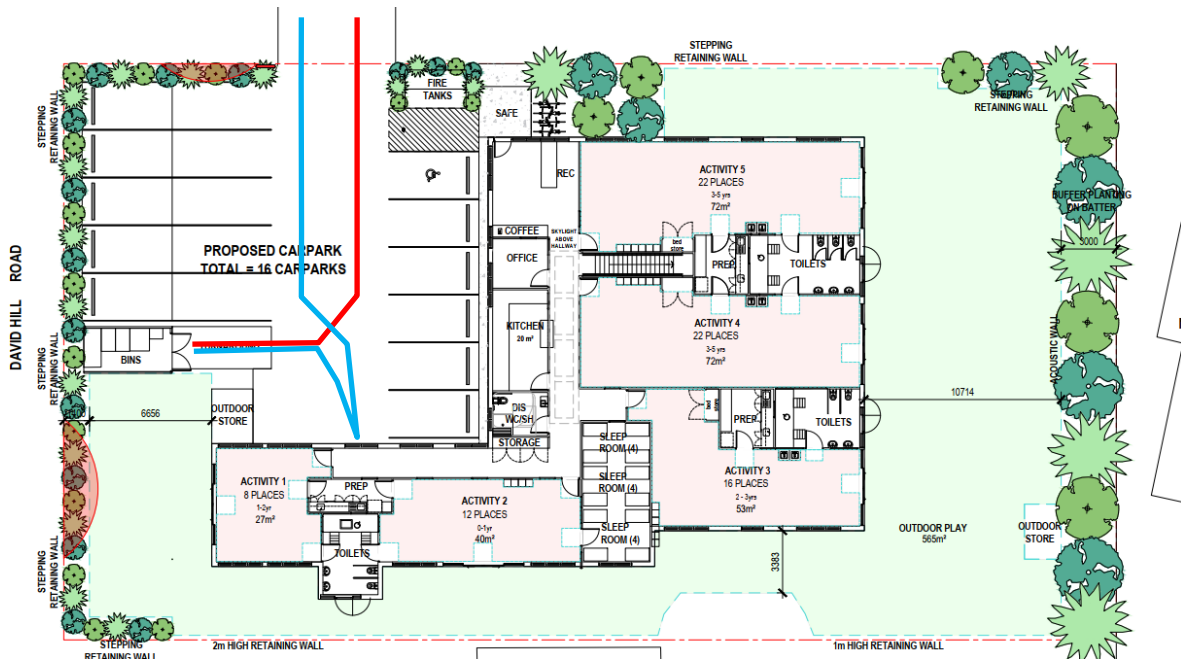 STEPPING
RETAINING WALL
STEPPING
RETAINING WALL
FIRE
TANKS
SAFE
STEPPING
RETAINING WALL
REC
ACTIVITY 5
22 PLACES
3-5 yrs
72m²
BUFFER PLANTING
ON BATTER
COFFEE
SKYLIGHT
ABOVE
HALLWAY
bed
store
PREP
TOILETS
3000
PROPOSED CARPARK
TOTAL = 16 CARPARKS
OFFICE
DAVID HILL ROAD
KITCHEN
20 m²
ACTIVITY 4
22 PLACES
3-5 yrs
72m²
BINS
STEPPING
RETAINING WALL
ACOUSTIC WALL
10714
6656
OUTDOOR
STORE
DIS
WC/SH
bed
store
PREP
TOILETS
STORAGE
SLEEP
ROOM (4)
ACTIVITY 1
8 PLACES
1-2yr
27m²
PREP
ACTIVITY 2
12 PLACES
0-1yr
40m²
SLEEP
ROOM (4)
ACTIVITY 3
16 PLACES
2 - 3yrs
53m²
SLEEP
ROOM (4)
TOILETS
OUTDOOR PLAY
565m²
OUTDOOR
STORE
STEPPING
RETAINING WALL
3383
STEPPING
RETAINING WALL
2m HIGH RETAINING WALL
1m HIGH RETAINING WALL